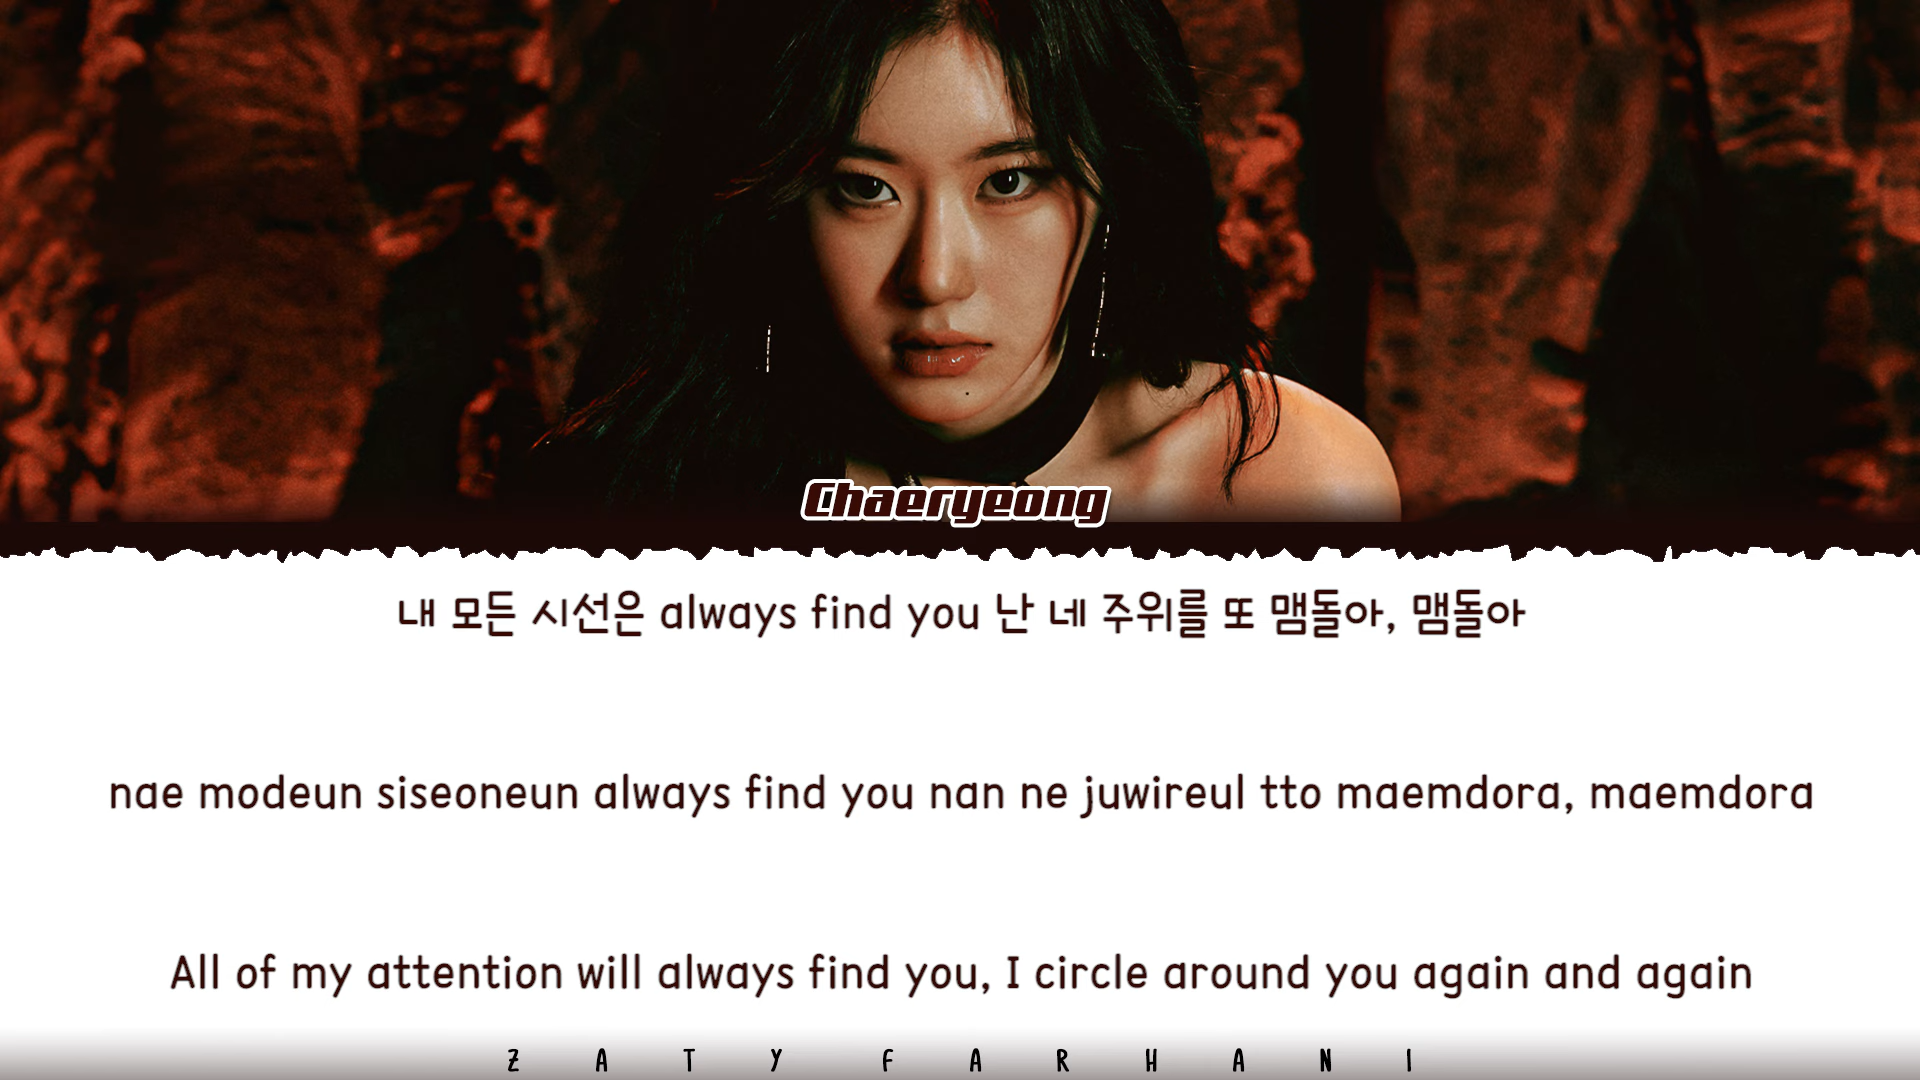 Chaeryeong
내 모든 시선은 always find you 난 네 주위를 또 맴돌아, 맴돌아
nae modeun siseoneun always find you nan ne juwireul tto maemdora, maemdora
All of my attention will always find you, I circle around you again and again
ZATY FARHANI